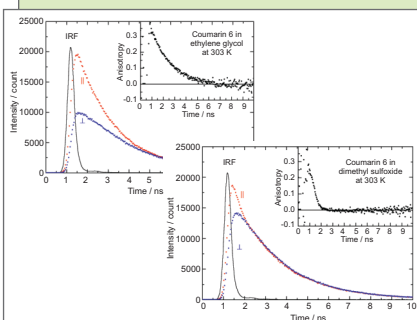 25000
20000
15000
10000
5000
0
Intensity / count
IRF
||
⊥
0 1 2 3 4 5
Time / ns
0.3
0.2
0.1
0.0
-0.1
Anisotropy
Coumarin 6 in
ethylene glycol
at 303 K
0 1 2 3 4 5 6 7 8 9
Time / ns
25000
20000
15000
10000
5000
0
Intensity / count
IRF
||
⊥
0 1 2 3 4 5 6 7 8 9 10
Time / ns
0.3
0.2
0.1
0.0
-0.1
Anisotropy
Coumarin 6 in
dimethyl sulfoxide
at 303 K
0 1 2 3 4 5 6 7 8 9
Time / ns